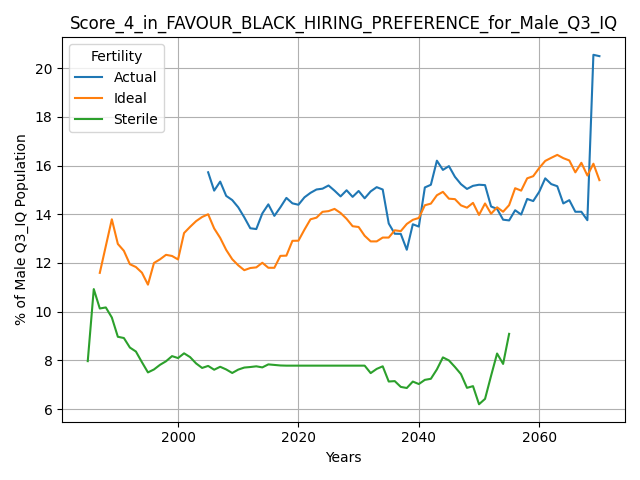 Score_4_in_FAVOUR_BLACK_HIRING_PREFERENCE_for_Male_Q3_IQ
Fertility
Actual
Ideal
Sterile
% of Male Q3_IQ Population
20
18
16
14
12
10
8
6
2000 2020 2040 2060
Years